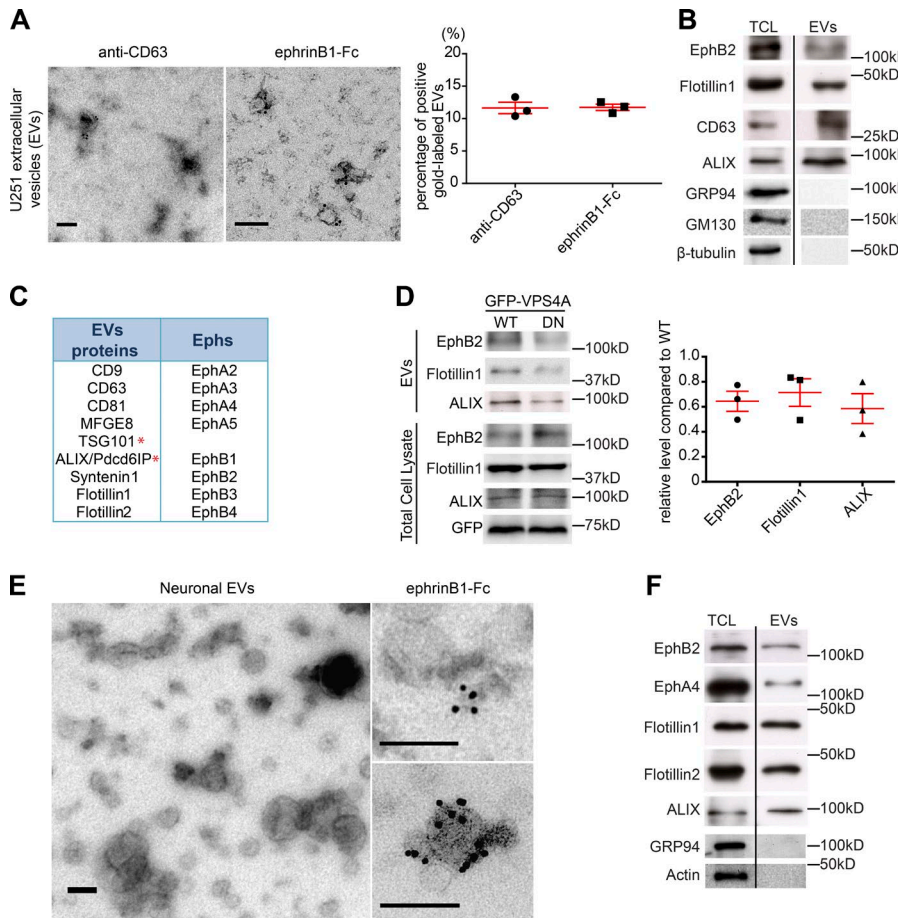 A
anti-CD63
ephrinB1-Fc
U251 extracellular
vesicles (EVs)
(%)
20
15
10
5
0
percentage of positive
gold-labeled EVs
anti-CD63
ephrinB1-Fc
B
TCL
EVs
EphB2
100kD
50kD
Flotillin1
CD63
25kD
ALIX
100kD
GRP94
100kD
GM130
150kD
β-tubulin
50kD
C
EVs
proteins
Ephs
CD9
EphA2
CD63
EphA3
CD81
EphA4
MFGE8
EphA5
TSG101*
ALIX/Pdcd6IP*
EphB1
Syntenin1
EphB2
Flotillin1
EphB3
Flotillin2
EphB4
D
GFP-VPS4A
WT
DN
EVs
EphB2
100kD
Flotillin1
37kD
ALIX
100kD
Total Cell Lysate
EphB2
100kD
Flotillin1
37kD
ALIX
100kD
GFP
75kD
relative level compared to WT
1.0
0.8
0.6
0.4
0.2
0
EphB2
Flotillin1
ALIX
E
Neuronal EVs
ephrinB1-Fc
F
TCL
EVs
EphB2
100kD
EphA4
100kD
50kD
Flotillin1
50kD
Flotillin2
ALIX
100kD
GRP94
100kD
50kD
Actin